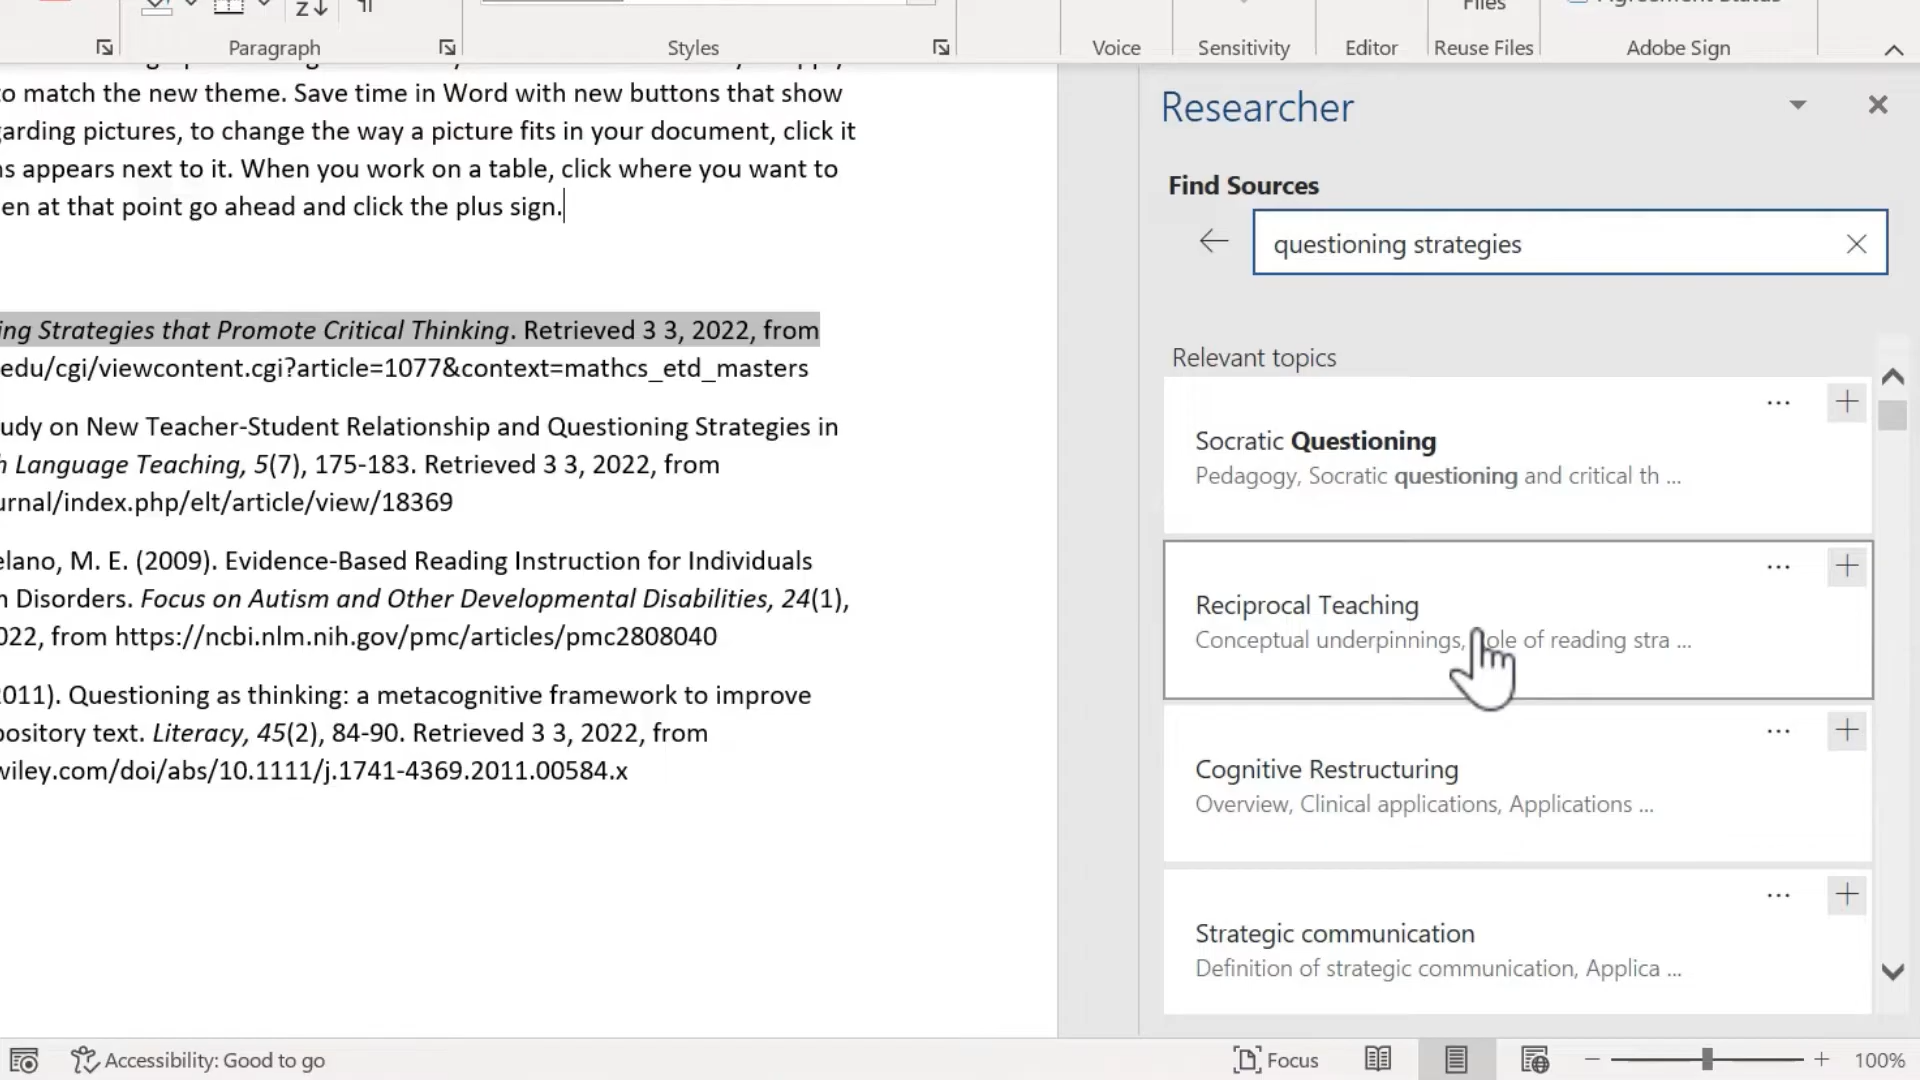 Files
Agreement Status
Paragraph
Styles
Voice
Sensitivity
Editor
Reuse Files
Adobe Sign
to match the new theme. Save time in Word with new buttons that show
garding pictures, to change the way a picture fits in your document, click it
ns appears next to it. When you work on a table, click where you want to
en at that point go ahead and click the plus sign.
ing Strategies that Promote Critical Thinking. Retrieved 3 3, 2022, from
edu/cgi/viewcontent.cgi?article=1077&context=mathcs_etd_masters
udy on New Teacher-Student Relationship and Questioning Strategies in
h Language Teaching, 5(7), 175-183. Retrieved 3 3, 2022, from
urnal/index.php/elt/article/view/18369
elano, M. E. (2009). Evidence-Based Reading Instruction for Individuals
n Disorders. Focus on Autism and Other Developmental Disabilities, 24(1),
022, from https://ncbi.nlm.nih.gov/pmc/articles/pmc2808040
2011). Questioning as thinking: a metacognitive framework to improve
pository text. Literacy, 45(2), 84-90. Retrieved 3 3, 2022, from
wiley.com/doi/abs/10.1111/j.1741-4369.2011.00584.x
Researcher
Find Sources
questioning strategies
Relevant topics
Socratic Questioning
Pedagogy, Socratic questioning and critical th ...
Reciprocal Teaching
Conceptual underpinnings, Role of reading stra ...
Cognitive Restructuring
Overview, Clinical applications, Applications ...
Strategic communication
Definition of strategic communication, Applica ...
Accessibility: Good to go
Focus
100%